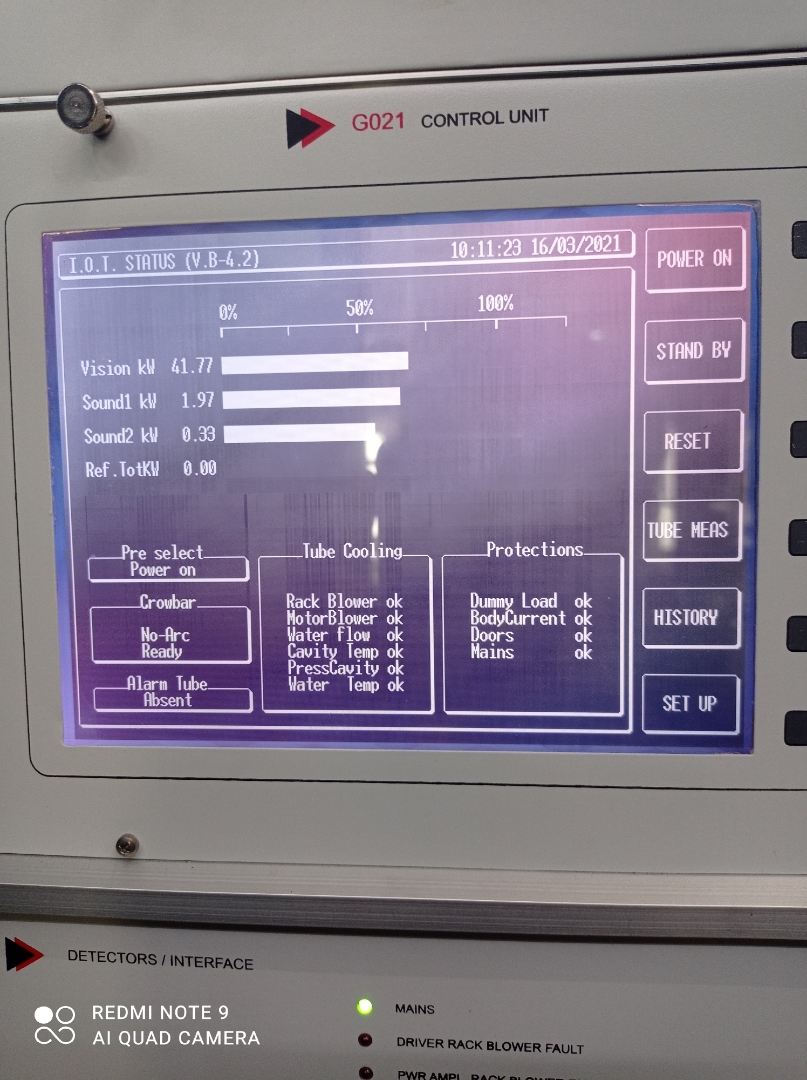 G021 CONTROL UNIT
I.O.T. STATUS (V.B-4.2) 10:11:23 16/03/2021
0% 50% 100%
Vision kW 41.77
Sound1 kW 1.97
Sound2 kW 0.33
Ref.TotKW 0.00
Pre select
Power on
Crowbar
No-Arc
Ready
Alarm Tube
Absent
Tube Cooling
Rack Blower ok
MotorBlower ok
Water flow ok
Cavity Temp ok
PressCavity ok
Water Temp ok
Protections
Dummy Load ok
BodyCurrent ok
Doors ok
Mains ok
POWER ON
STAND BY
RESET
TUBE MEAS
HISTORY
SET UP
DETECTORS / INTERFACE
MAINS
DRIVER RACK BLOWER FAULT
PWR AMPL. RACK BLOWER
REDMI NOTE 9
AI QUAD CAMERA